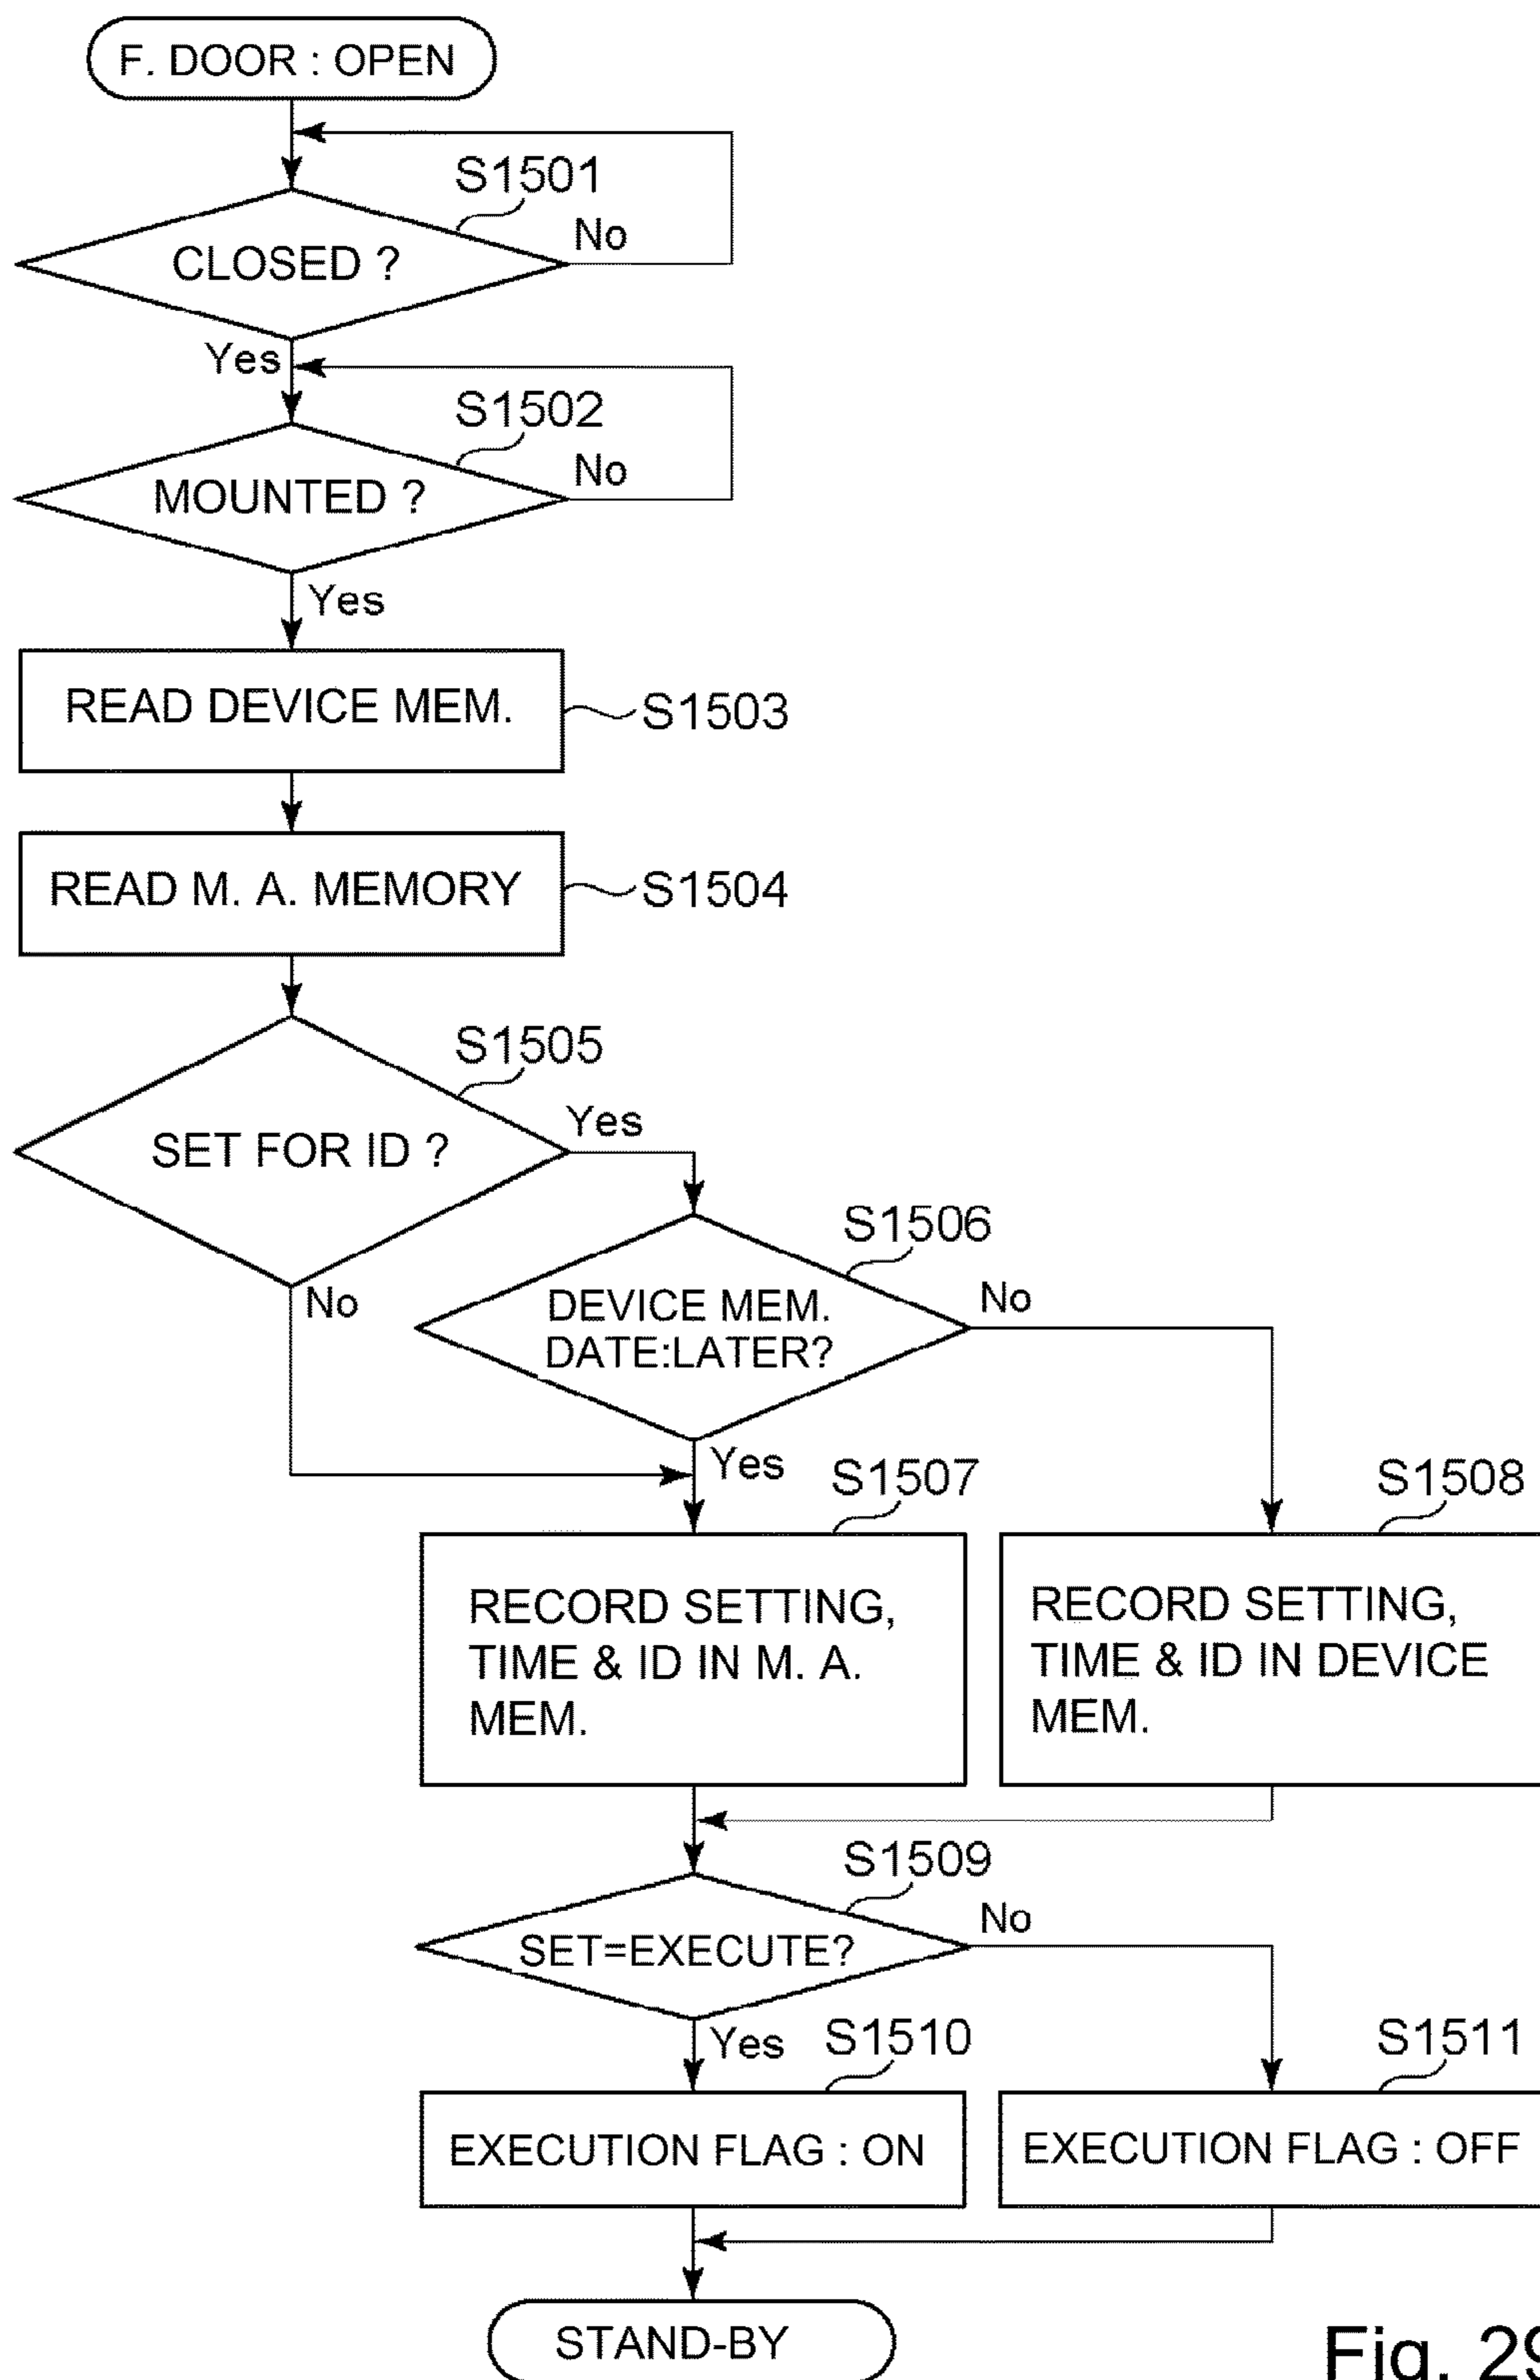 F. DOOR : OPEN
S1501
CLOSED ?
No
Yes
S1502
MOUNTED ?
No
Yes
READ DEVICE MEM.
S1503
READ M. A. MEMORY
S1504
S1505
SET FOR ID ?
Yes
No
S1506
DEVICE MEM.
DATE:LATER?
No
Yes
S1507
RECORD SETTING,
TIME & ID IN M. A.
MEM.
S1508
RECORD SETTING,
TIME & ID IN DEVICE
MEM.
S1509
SET=EXECUTE?
No
Yes
S1510
EXECUTION FLAG : ON
S1511
EXECUTION FLAG : OFF
STAND-BY
Fig. 29